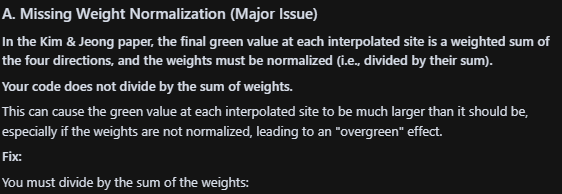 A. Missing Weight Normalization (Major Issue)
In the Kim & Jeong paper, the final green value at each interpolated site is a weighted sum of
the four directions, and the weights must be normalized (i.e., divided by their sum).
Your code does not divide by the sum of weights.
This can cause the green value at each interpolated site to be much larger than it should be,
especially if the weights are not normalized, leading to an "overgreen" effect.
Fix:
You must divide by the sum of the weights: